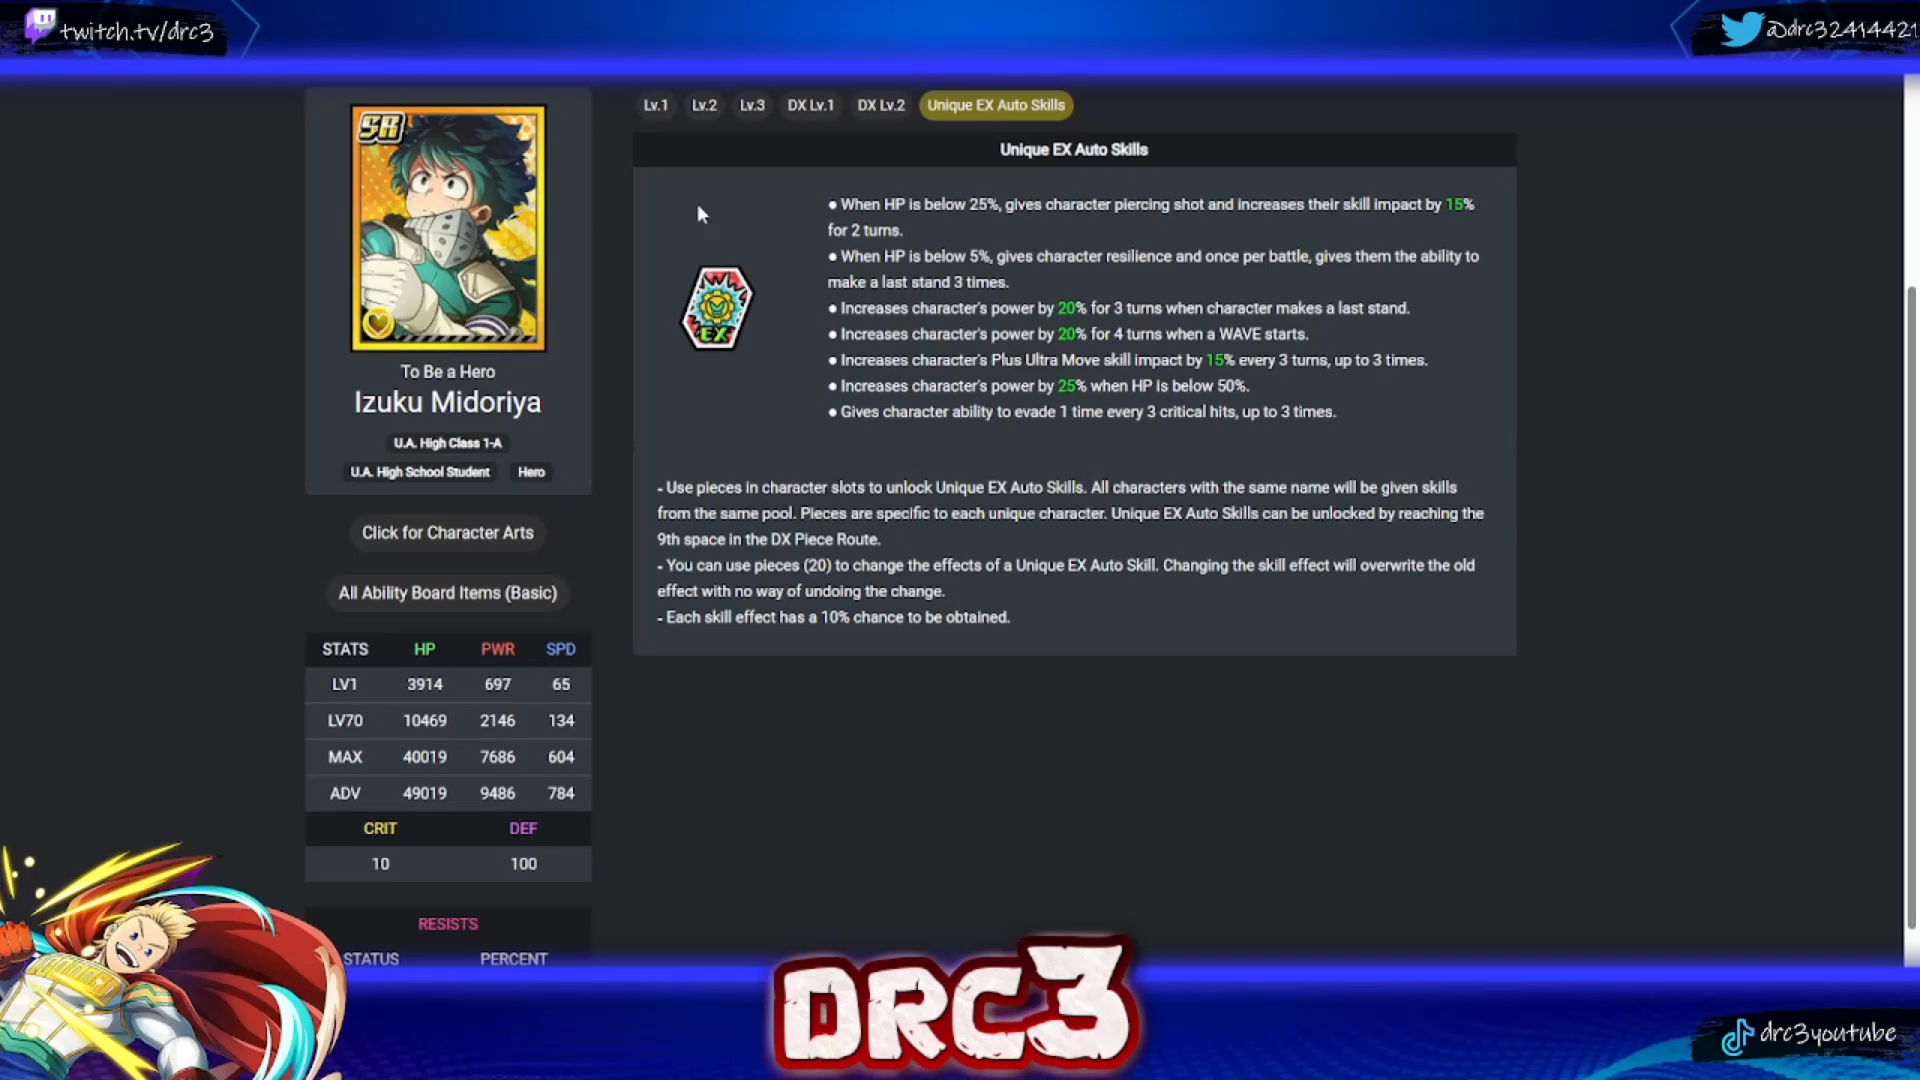 twitch.tv/drc3
@drc32414421
SR
To Be a Hero
Izuku Midoriya
U.A. High Class 1-A
U.A. High School Student Hero
Click for Character Arts
All Ability Board Items (Basic)
STATS HP PWR SPD
LV1 3914 697 65
LV70 10469 2146 134
MAX 40019 7686 604
ADV 49019 9486 784
CRIT DEF
10 100
RESISTS
STATUS PERCENT
Lv.1 Lv.2 Lv.3 DX Lv.1 DX Lv.2 Unique EX Auto Skills
Unique EX Auto Skills
EX
● When HP is below 25%, gives character piercing shot and increases their skill impact by 15%
for 2 turns.
● When HP is below 5%, gives character resilience and once per battle, gives them the ability to
make a last stand 3 times.
● Increases character's power by 20% for 3 turns when character makes a last stand.
● Increases character's power by 20% for 4 turns when a WAVE starts.
● Increases character's Plus Ultra Move skill impact by 15% every 3 turns, up to 3 times.
● Increases character's power by 25% when HP is below 50%.
● Gives character ability to evade 1 time every 3 critical hits, up to 3 times.
- Use pieces in character slots to unlock Unique EX Auto Skills. All characters with the same name will be given skills
from the same pool. Pieces are specific to each unique character. Unique EX Auto Skills can be unlocked by reaching the
9th space in the DX Piece Route.
- You can use pieces (20) to change the effects of a Unique EX Auto Skill. Changing the skill effect will overwrite the old
effect with no way of undoing the change.
- Each skill effect has a 10% chance to be obtained.
DRC3
drc3youtube